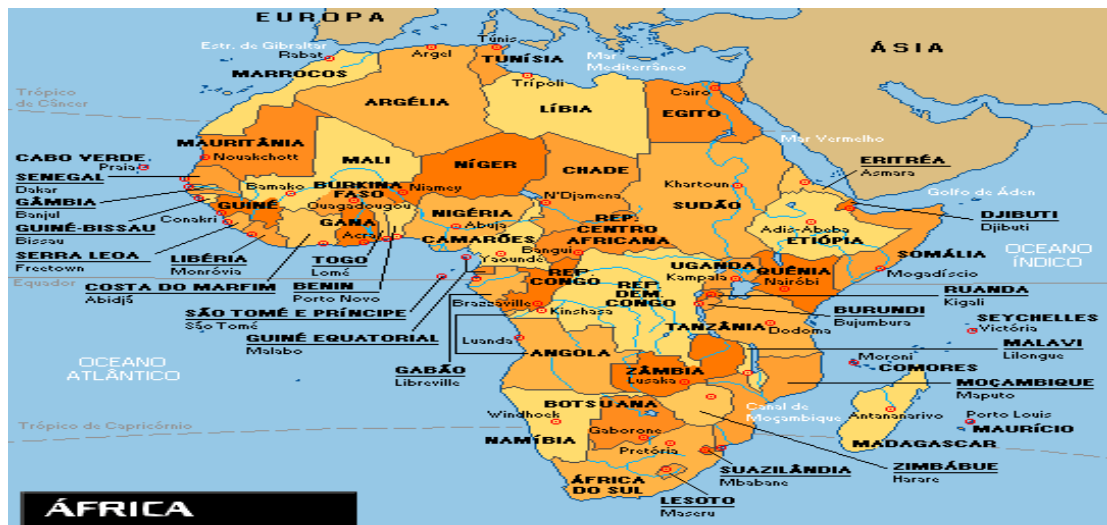 EUROPA
ÁSIA
Estr. de Gibraltar
Rabat
Argel
Túnis
TUNÍSIA
Mar
Mediterrâneo
MARROCOS
Trípoli
Cairo
Trópico
de Câncer
ARGÉLIA
LÍBIA
EGITO
Mar Vermelho
MAURITÂNIA
Nouakchott
CABO VERDE
Praia
MALI
NÍGER
CHADE
ERITRÉA
Asmara
SENEGAL
Dakar
Bamako
BURKINA
FASO
Niamey
N'Djamena
Khartoun
Golfo de Áden
GÂMBIA
Banjul
GUINÉ
Ouagadougou
SUDÃO
GUINÉ-BISSAU
Bissau
Conakri
GANA
Acra
NIGÉRIA
Abuja
REP.
CENTRO
AFRICANA
Adis-Abeba
ETIÓPIA
DJIBUTI
Djibuti
SERRA LEOA
Freetown
LIBÉRIA
Monróvia
TOGO
Lomé
CAMARÕES
Yaoundé
Bangui
SOMÁLIA
OCEANO
ÍNDICO
Equador
COSTA DO MARFIM
Abidjã
BENIN
Porto Novo
REP.
CONGO
UGANDA
Kampala
QUÊNIA
Nairóbi
Mogadíscio
SÃO TOMÉ E PRÍNCIPE
São Tomé
Brazzaville
Kinshasa
REP.
DEM.
CONGO
RUANDA
Kigali
GUINÉ EQUATORIAL
Malabo
Luanda
TANZÂNIA
Dodoma
BURUNDI
Bujumbura
SEYCHELLES
Victória
OCEANO
ATLÂNTICO
GABÃO
Libreville
ANGOLA
MALAVI
Lilongue
ZÂMBIA
Lusaka
Moroni
COMORES
MOÇAMBIQUE
Maputo
BOTSUANA
Windhoek
Canal de
Moçambique
Antananarivo
Porto Louis
MAURÍCIO
Trópico de Capricórnio
NAMÍBIA
Gaborone
Pretória
MADAGASCAR
SUAZILÂNDIA
Mbabane
ZIMBÁBUE
Harare
ÁFRICA
DO SUL
LESOTO
Maseru
ÁFRICA